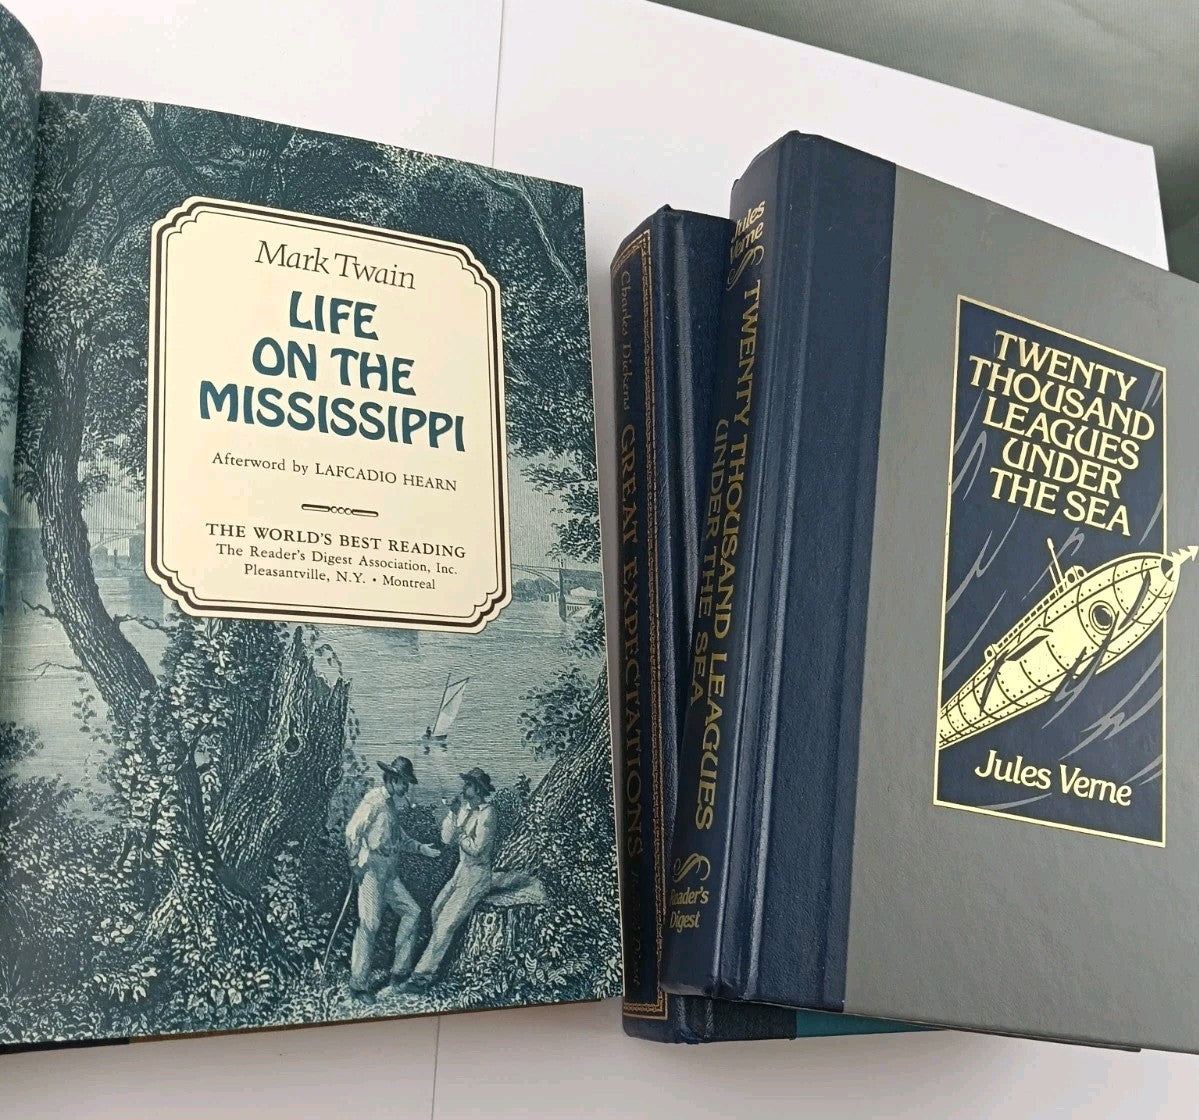 Mark Twain
LIFE
ON THE
MISSISSIPPI
Afterword by LAFCADIO HEARN
THE WORLD'S BEST READING
The Reader's Digest Association, Inc.
Pleasantville, N.Y. • Montreal
Charles Dickens GREAT EXPECTATIONS
Jules
Verne
TWENTY THOUSAND LEAGUES
UNDER THE SEA
Reader's
Digest
TWENTY
THOUSAND
LEAGUES
UNDER
THE SEA
Jules Verne